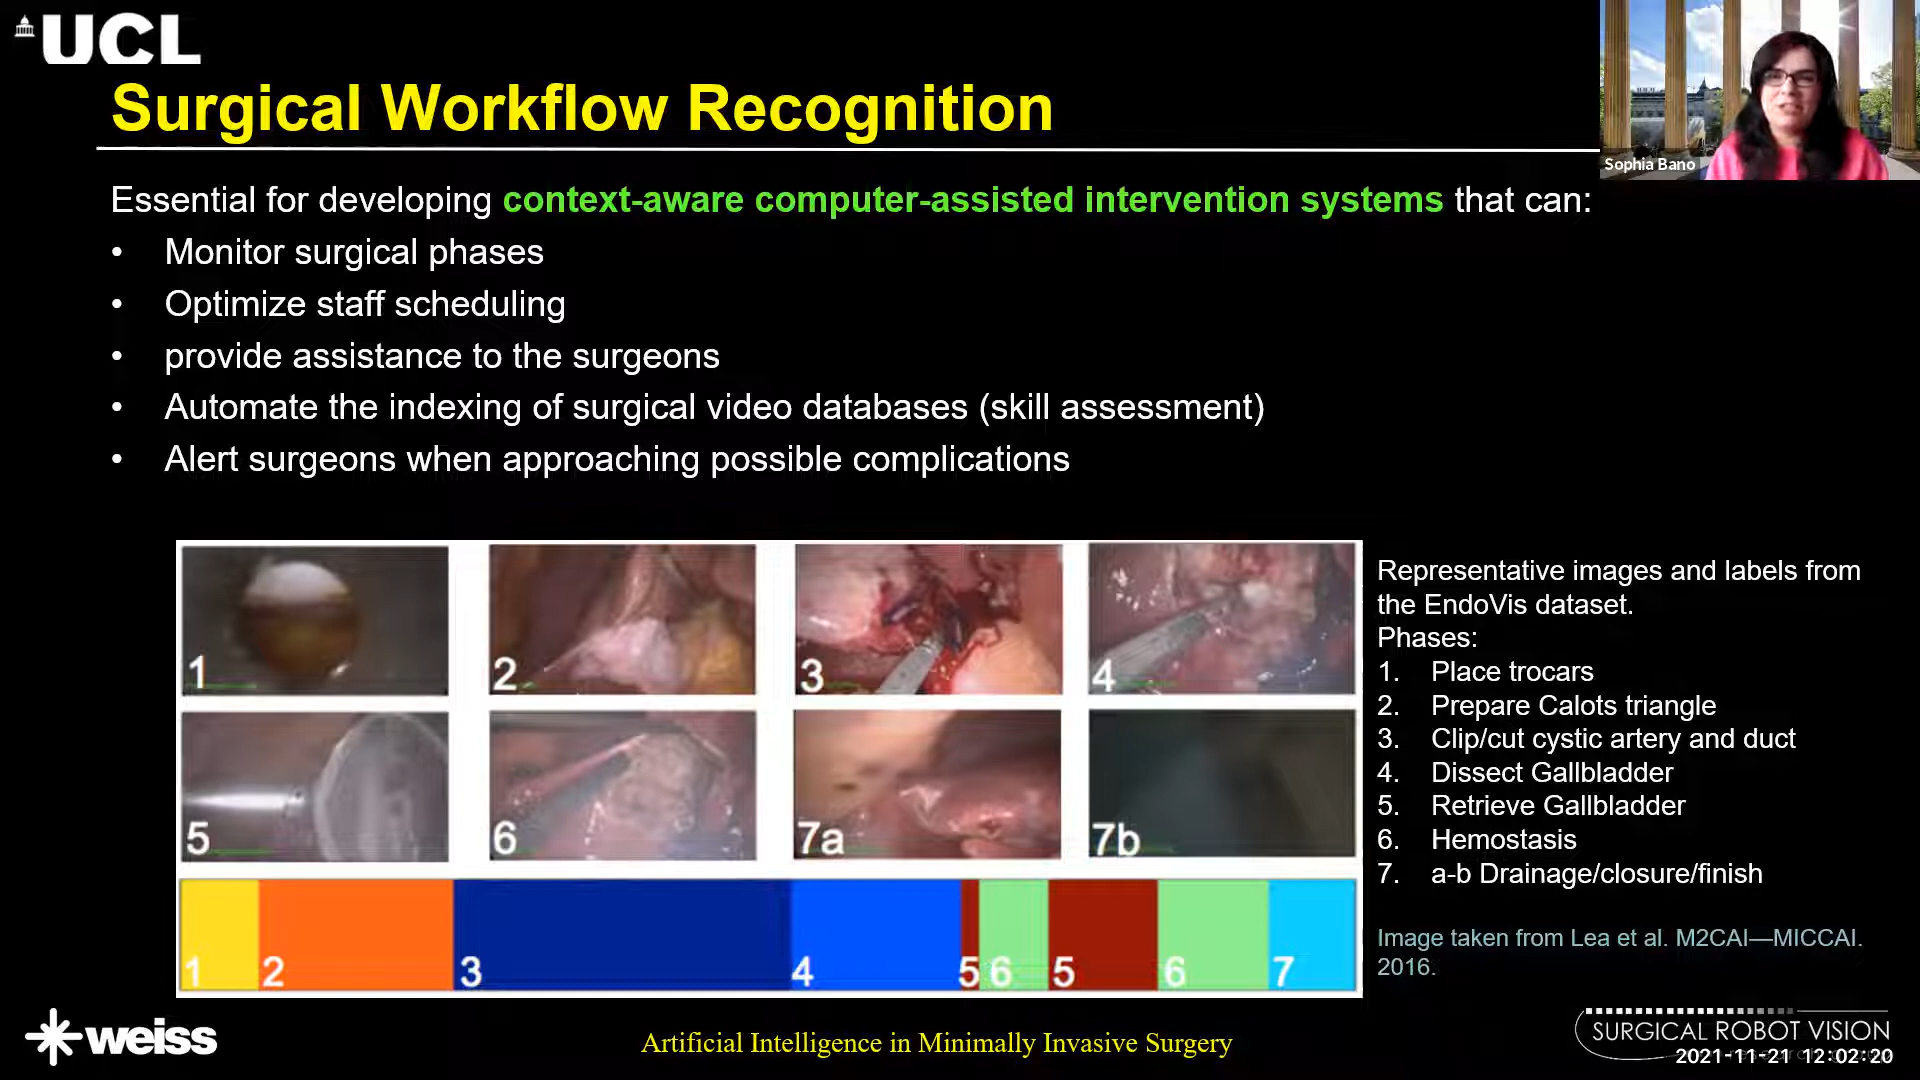 UCL
Surgical Workflow Recognition
Sophia Bano
Essential for developing context-aware computer-assisted intervention systems that can:
• Monitor surgical phases
• Optimize staff scheduling
• provide assistance to the surgeons
• Automate the indexing of surgical video databases (skill assessment)
• Alert surgeons when approaching possible complications
1 2 3 4
5 6 7a 7b
1 2 3 4 5 6 5 6 7
Representative images and labels from
the EndoVis dataset.
Phases:
1. Place trocars
2. Prepare Calots triangle
3. Clip/cut cystic artery and duct
4. Dissect Gallbladder
5. Retrieve Gallbladder
6. Hemostasis
7. a-b Drainage/closure/finish
Image taken from Lea et al. M2CAI—MICCAI.
2016.
weiss
Artificial Intelligence in Minimally Invasive Surgery
SURGICAL ROBOT VISION
2021-11-21 12:02:20